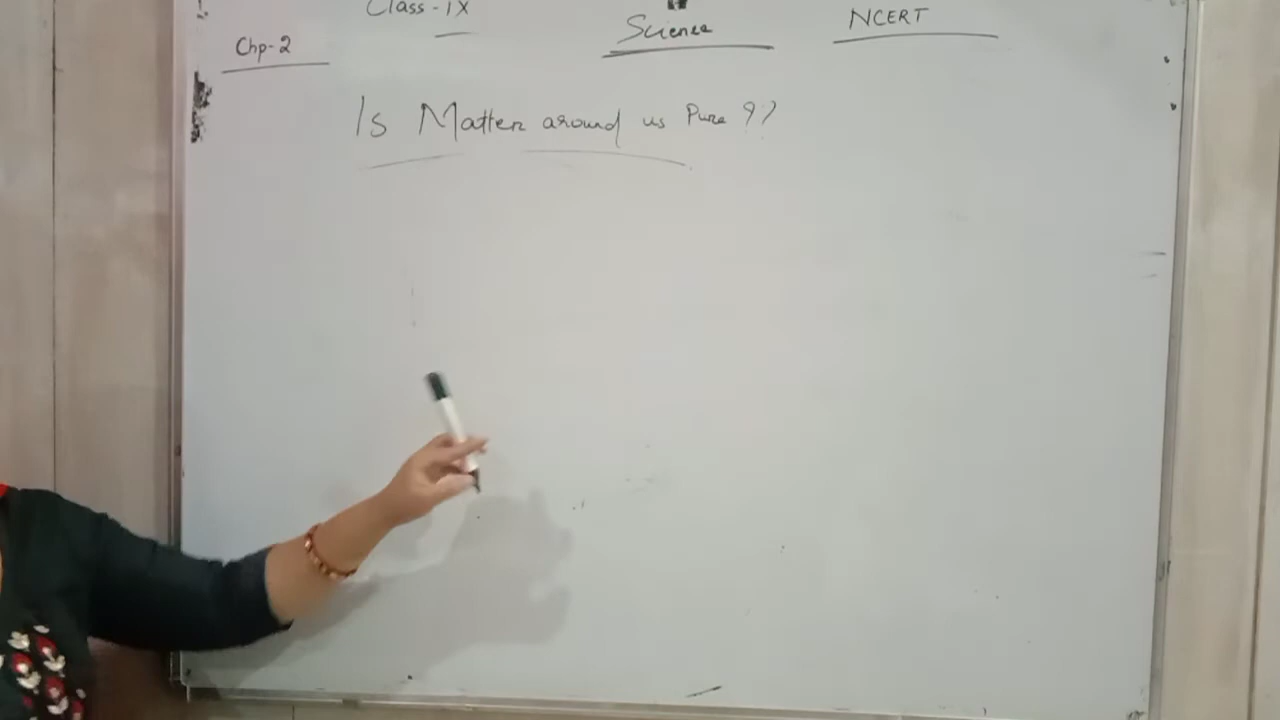 Class - IX Science NCERT
Chp-2
Is Matter around us Pure ??